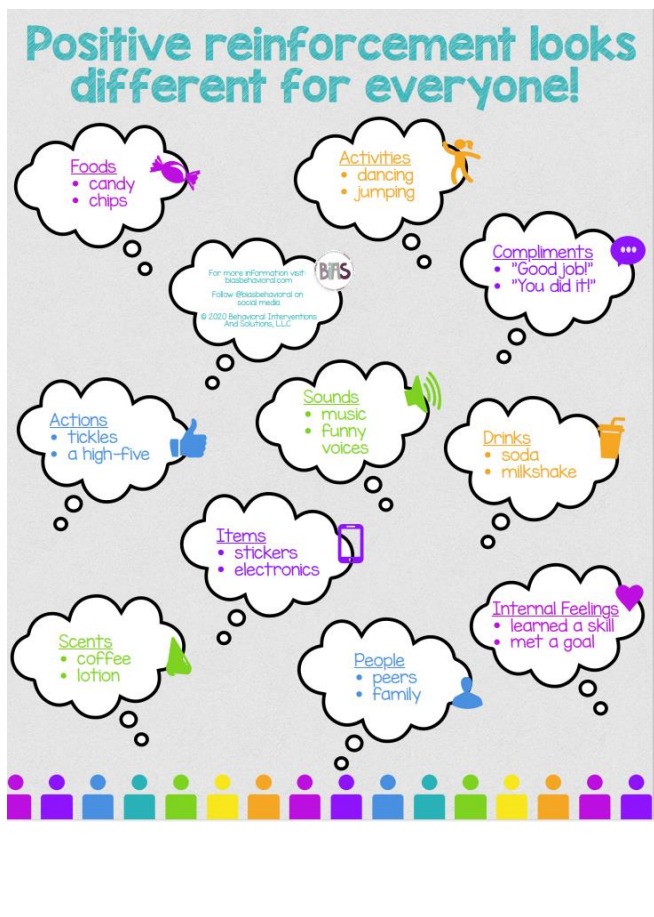 Positive reinforcement looks
different for everyone!
Foods
• candy
• chips
Activities
• dancing
• jumping
Compliments
• "Good job!"
• "You did it!"
For more information visit
biasbehavioral.com
Follow @biasbehavioral on
social media
© 2020 Behavioral Interventions
And Solutions, LLC
BIAS
Actions
• tickles
• a high-five
Sounds
• music
• funny
voices
Drinks
• soda
• milkshake
Items
• stickers
• electronics
Internal Feelings
• learned a skill
• met a goal
Scents
• coffee
• lotion
People
• peers
• family